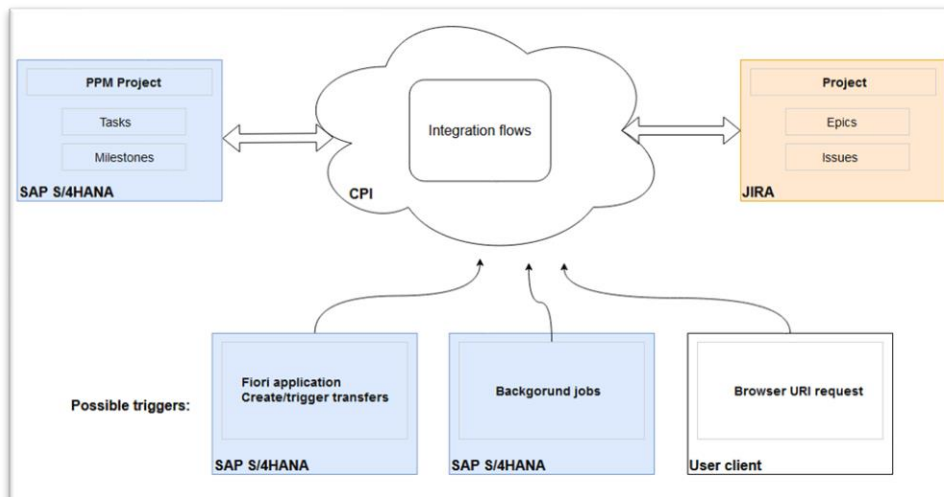 PPM Project
Tasks
Milestones
SAP S/4HANA
Integration flows
CPI
Project
Epics
Issues
JIRA
Possible triggers:
Fiori application
Create/trigger transfers
SAP S/4HANA
Backgorund jobs
SAP S/4HANA
Browser URI request
User client